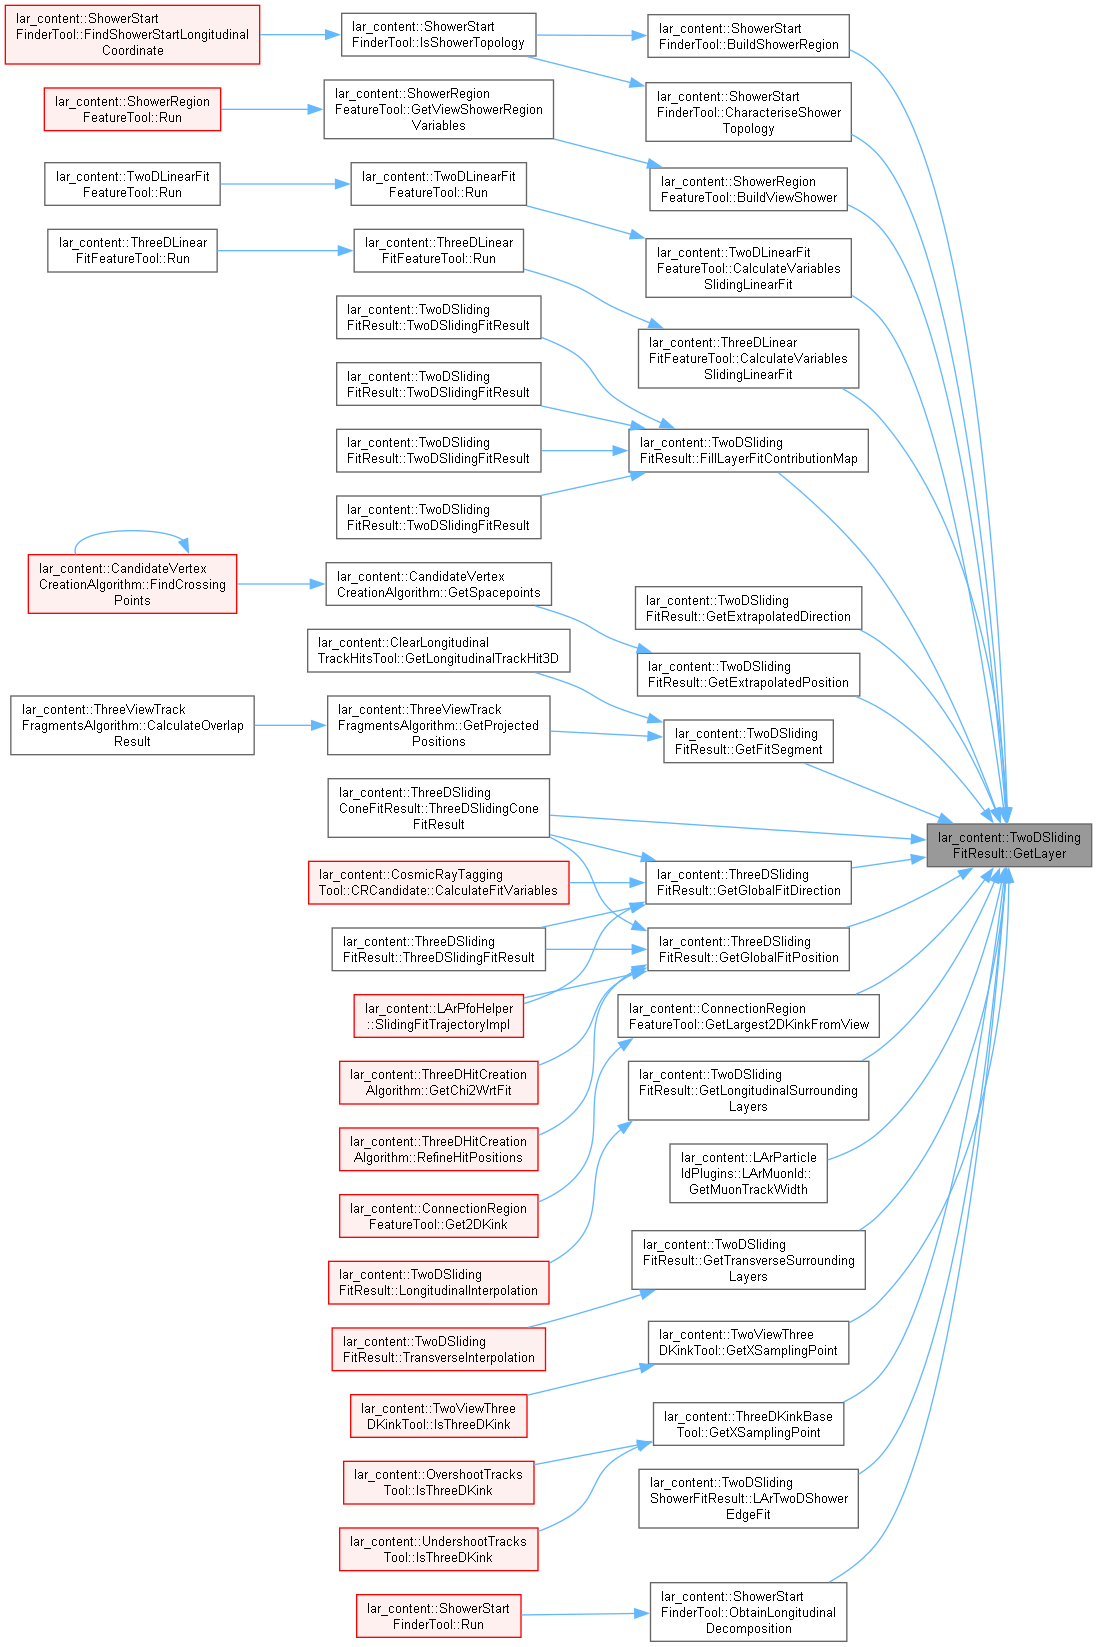 lar_content::ShowerStart
FinderTool::FindShowerStartLongitudinal
Coordinate
lar_content::ShowerStart
FinderTool::IsShowerTopology
lar_content::ShowerStart
FinderTool::BuildShowerRegion
lar_content::ShowerRegion
FeatureTool::Run
lar_content::ShowerRegion
FeatureTool::GetViewShowerRegion
Variables
lar_content::ShowerStart
FinderTool::CharacteriseShower
Topology
lar_content::TwoDLinearFit
FeatureTool::Run
lar_content::TwoDLinearFit
FeatureTool::Run
lar_content::ShowerRegion
FeatureTool::BuildViewShower
lar_content::ThreeDLinear
FitFeatureTool::Run
lar_content::ThreeDLinear
FitFeatureTool::Run
lar_content::TwoDLinearFit
FeatureTool::CalculateVariables
SlidingLinearFit
lar_content::TwoDSliding
FitResult::TwoDSlidingFitResult
lar_content::ThreeDLinear
FitFeatureTool::CalculateVariables
SlidingLinearFit
lar_content::TwoDSliding
FitResult::TwoDSlidingFitResult
lar_content::TwoDSliding
FitResult::TwoDSlidingFitResult
lar_content::TwoDSliding
FitResult::FillLayerFitContributionMap
lar_content::TwoDSliding
FitResult::TwoDSlidingFitResult
lar_content::CandidateVertex
CreationAlgorithm::FindCrossing
Points
lar_content::CandidateVertex
CreationAlgorithm::GetSpacepoints
lar_content::TwoDSliding
FitResult::GetExtrapolatedDirection
lar_content::ClearLongitudinal
TrackHitsTool::GetLongitudinalTrackHit3D
lar_content::TwoDSliding
FitResult::GetExtrapolatedPosition
lar_content::ThreeViewTrack
FragmentsAlgorithm::CalculateOverlap
Result
lar_content::ThreeViewTrack
FragmentsAlgorithm::GetProjected
Positions
lar_content::TwoDSliding
FitResult::GetFitSegment
lar_content::ThreeDSliding
ConeFitResult::ThreeDSlidingCone
FitResult
lar_content::TwoDSliding
FitResult::GetLayer
lar_content::CosmicRayTagging
Tool::CRCandidate::CalculateFitVariables
lar_content::ThreeDSliding
FitResult::GetGlobalFitDirection
lar_content::ThreeDSliding
FitResult::ThreeDSlidingFitResult
lar_content::ThreeDSliding
FitResult::GetGlobalFitPosition
lar_content::LArPfoHelper
::SlidingFitTrajectoryImpl
lar_content::ConnectionRegion
FeatureTool::GetLargest2DKinkFromView
lar_content::ThreeDHitCreation
Algorithm::GetChi2WrtFit
lar_content::TwoDSliding
FitResult::GetLongitudinalSurrounding
Layers
lar_content::ThreeDHitCreation
Algorithm::RefineHitPositions
lar_content::LArParticle
IdPlugins::LArMuonId::
GetMuonTrackWidth
lar_content::ConnectionRegion
FeatureTool::Get2DKink
lar_content::TwoDSliding
FitResult::LongitudinalInterpolation
lar_content::TwoDSliding
FitResult::GetTransverseSurrounding
Layers
lar_content::TwoDSliding
FitResult::TransverseInterpolation
lar_content::TwoViewThree
DKinkTool::GetXSamplingPoint
lar_content::TwoViewThree
DKinkTool::IsThreeDKink
lar_content::ThreeDKinkBase
Tool::GetXSamplingPoint
lar_content::OvershootTracks
Tool::IsThreeDKink
lar_content::TwoDSliding
ShowerFitResult::LArTwoDShower
EdgeFit
lar_content::UndershootTracks
Tool::IsThreeDKink
lar_content::ShowerStart
FinderTool::Run
lar_content::ShowerStart
FinderTool::ObtainLongitudinal
Decomposition